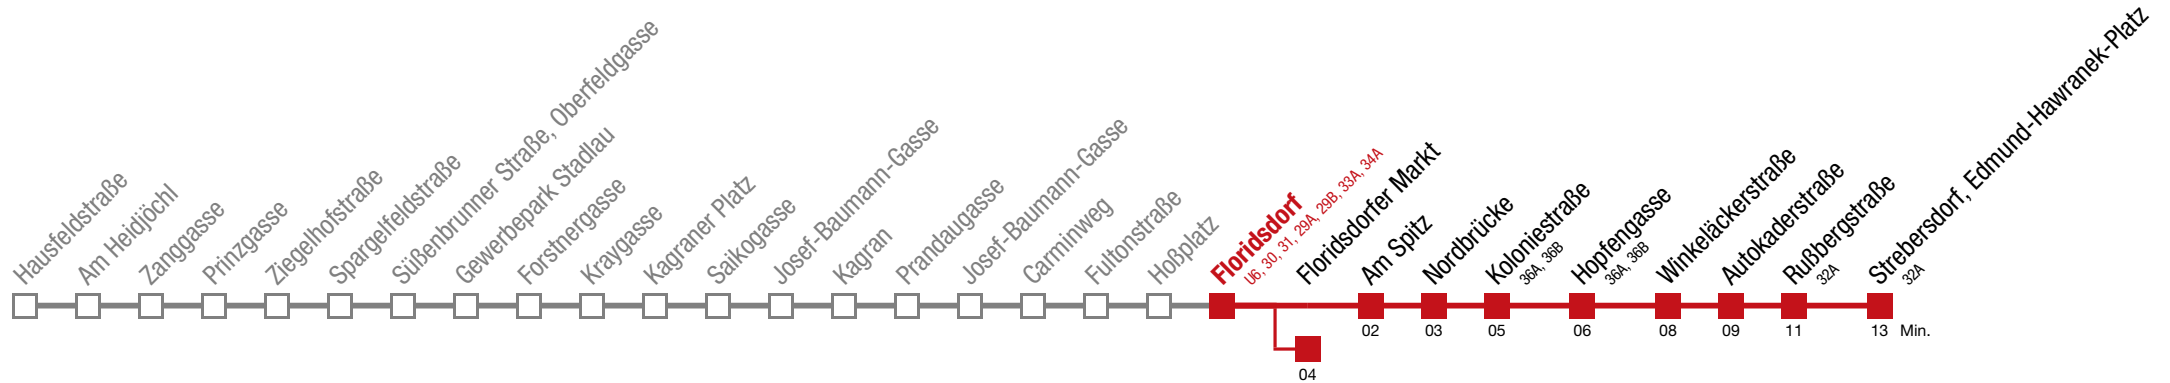 Hausfeldstraße
Am Heidjöchl
Zanggasse
Prinzgasse
Ziegelhofstraße
Spargelfeldstraße
Süßenbrunner Straße, Oberfeldgasse
Gewerbepark Stadlau
Forstnergasse
Kraygasse
Kagraner Platz
Saikogasse
Josef-Baumann-Gasse
Kagran
Prandaugasse
Josef-Baumann-Gasse
Carminweg
Fultonstraße
Hoßplatz
Floridsdorf
U6, 30, 31, 29A, 29B, 33A, 34A
Floridsdorfer Markt
Am Spitz
Nordbrücke
Koloniestraße
36A, 36B
Hopfengasse
36A, 36B
Winkeläckerstraße
Autokaderstraße
Rußbergstraße
32A
Strebersdorf, Edmund-Hawranek-Platz
32A
02 03 05 06 08 09 11 13 Min.
04